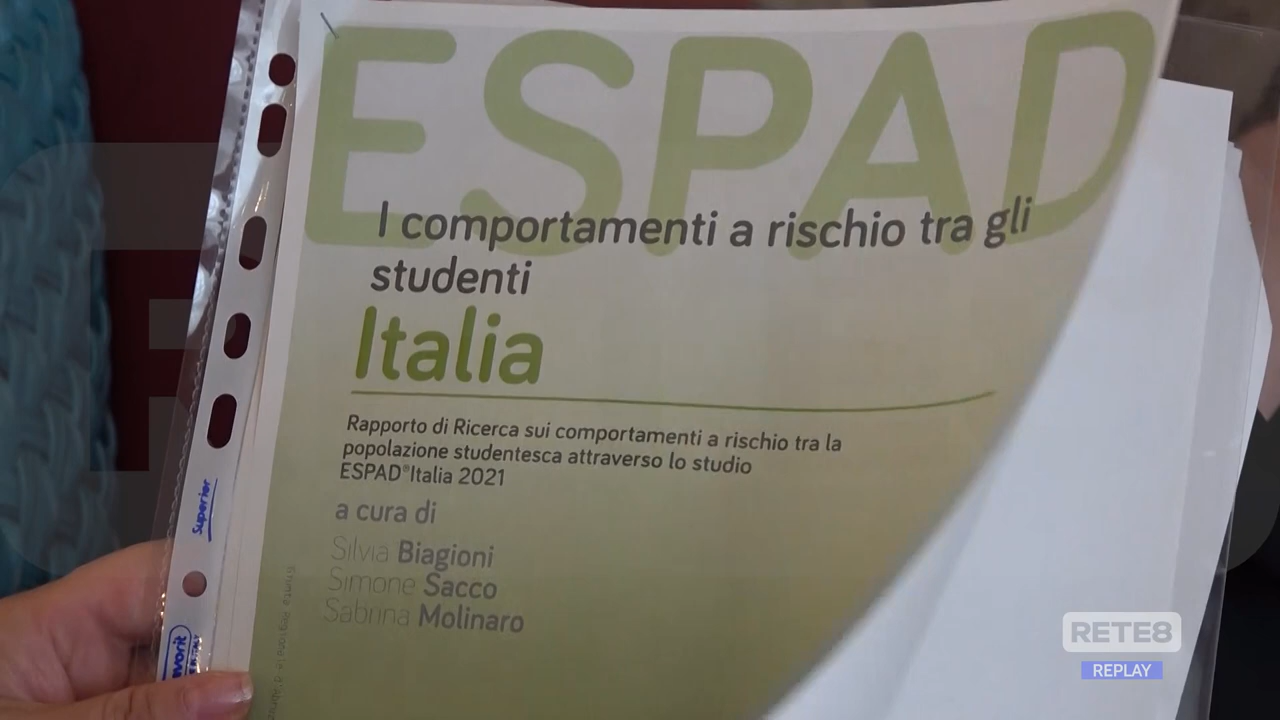 ESPAD
I comportamenti a rischio tra gli
studenti
Italia
Rapporto di Ricerca sui comportamenti a rischio tra la
popolazione studentesca attraverso lo studio
ESPAD®Italia 2021
a cura di
Silvia Biagioni
Simone Sacco
Sabrina Molinaro
Superior
avorit
RETE8
REPLAY